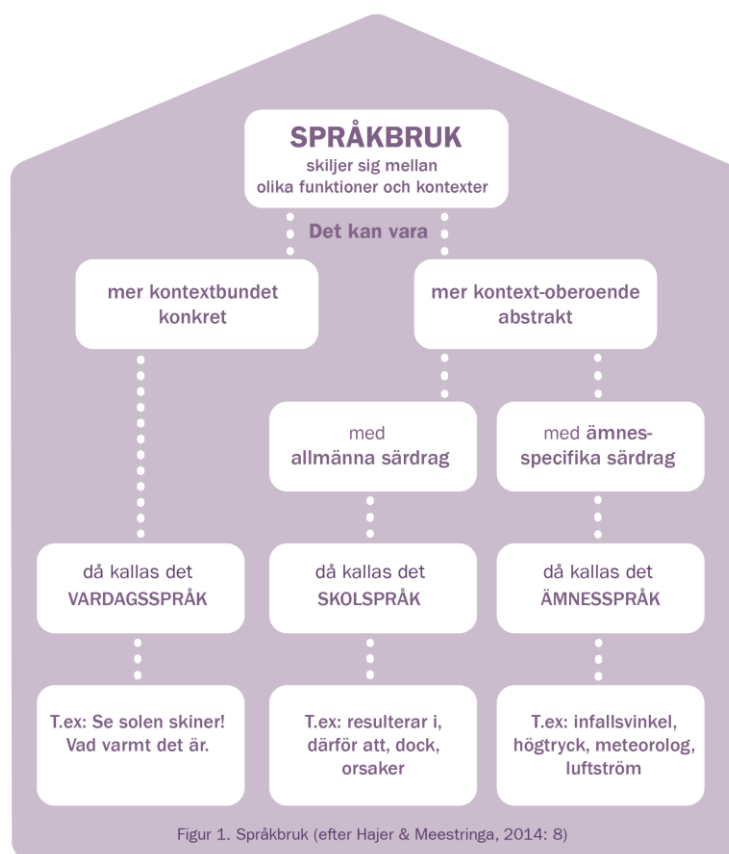 SPRÅKBRUK
skiljer sig mellan
olika funktioner och kontexter
Det kan vara
mer kontextbundet
konkret
mer kontext-oberoende
abstrakt
med
allmänna särdrag
med ämnes-
specifika särdrag
då kallas det
VARDAGSSPRÅK
då kallas det
SKOLSPRÅK
då kallas det
ÄMNESSPRÅK
T.ex: Se solen skiner!
Vad varmt det är.
T.ex: resulterar i,
därför att, dock,
orsaker
T.ex: infallsvinkel,
högtryck, meteorolog,
luftström
Figur 1. Språkbruk (efter Hajer & Meestringa, 2014: 8)